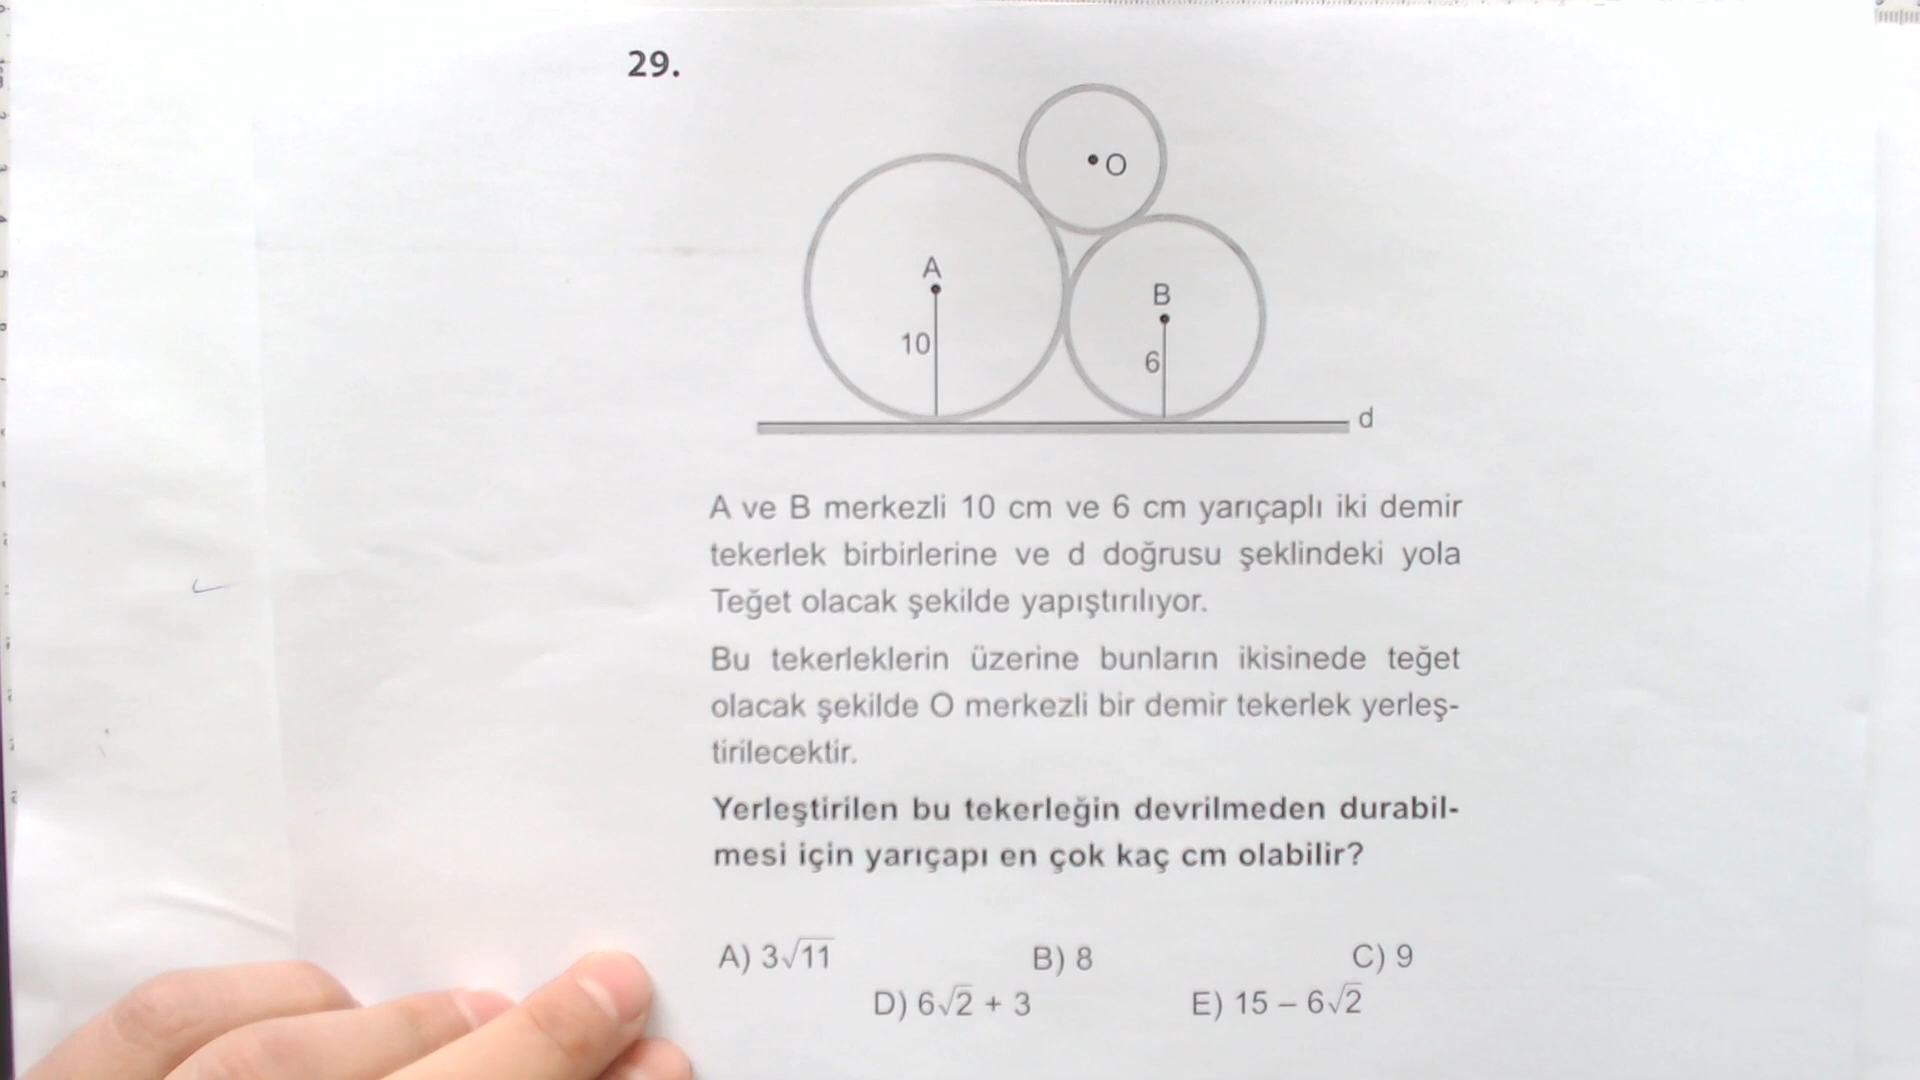 29.
O
A
B
10
6
d
A ve B merkezli 10 cm ve 6 cm yarıçaplı iki demir
tekerlek birbirlerine ve d doğrusu şeklindeki yola
Teğet olacak şekilde yapıştırılıyor.
Bu tekerleklerin üzerine bunların ikisinede teğet
olacak şekilde O merkezli bir demir tekerlek yerleş-
tirilecektir.
Yerleştirilen bu tekerleğin devrilmeden durabil-
mesi için yarıçapı en çok kaç cm olabilir?
A) 3√11 B) 8 C) 9
D) 6√2 + 3 E) 15 – 6√2